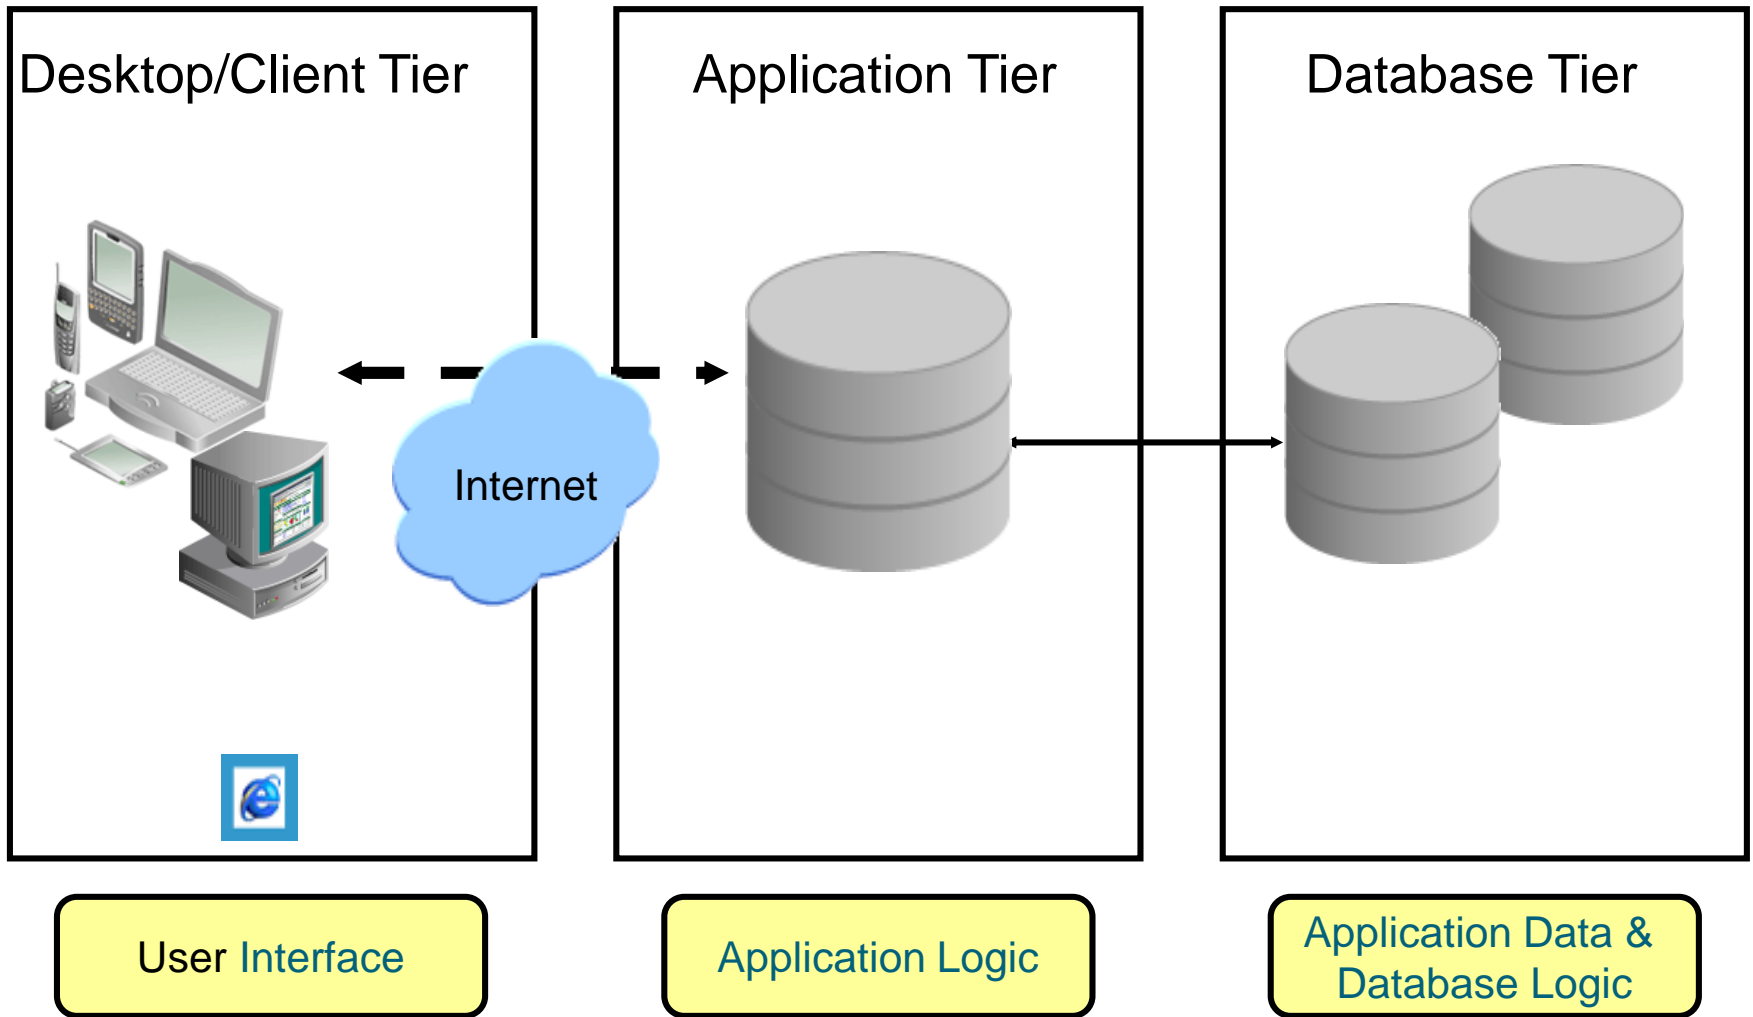 Desktop/Client Tier
Application Tier
Database Tier
Internet
User Interface
Application Logic
Application Data &
Database Logic